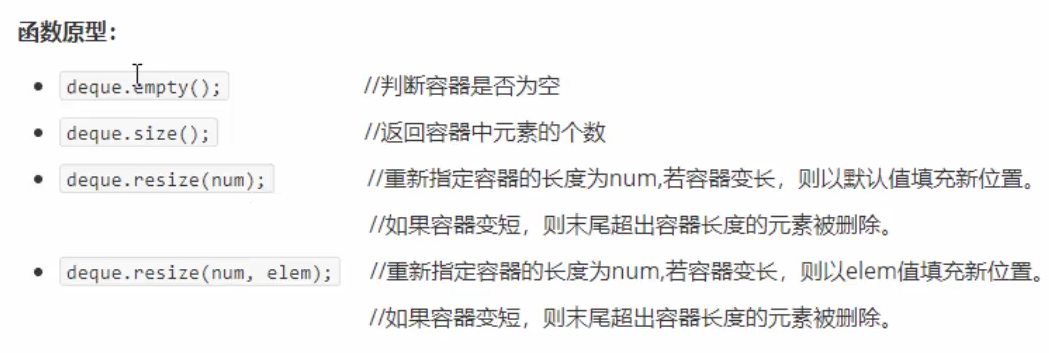 函数原型：
deque.empty(); //判断容器是否为空
deque.size(); //返回容器中元素的个数
deque.resize(num); //重新指定容器的长度为num,若容器变长，则以默认值填充新位置。
//如果容器变短，则末尾超出容器长度的元素被删除。
deque.resize(num, elem); //重新指定容器的长度为num,若容器变长，则以elem值填充新位置。
//如果容器变短，则末尾超出容器长度的元素被删除。